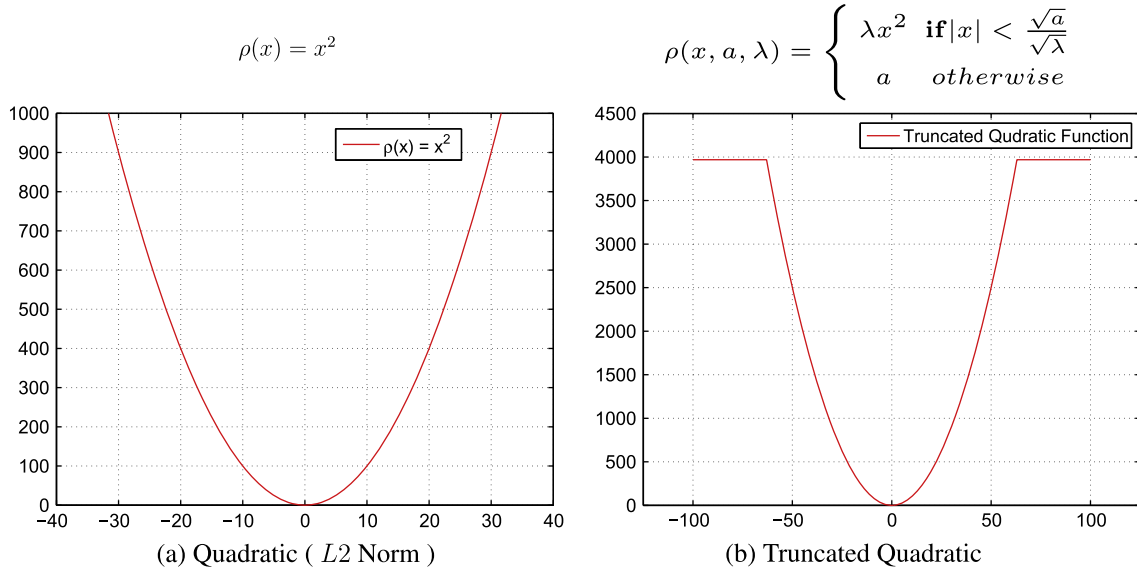 ρ(x) = x²
ρ(x, a, λ) = { λx² if|x| < √a/√λ
a otherwise
1000
900
800
700
600
500
400
300
200
100
0
−40 −30 −20 −10 0 10 20 30 40
ρ(x) = x²
(a) Quadratic ( L2 Norm )
4500
4000
3500
3000
2500
2000
1500
1000
500
0
−100 −50 0 50 100
Truncated Qudratic Function
(b) Truncated Quadratic